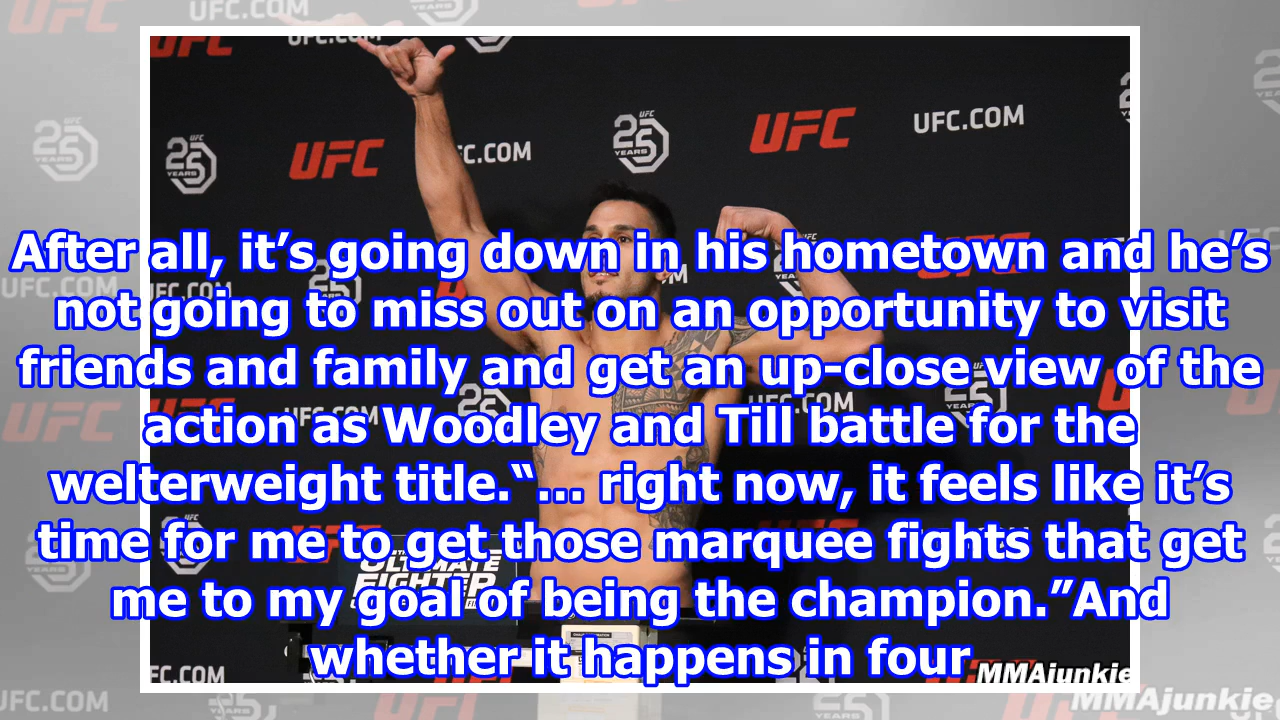 UFC.COM
UFC
25 YEARS
UFC
UFC.COM
After all, it’s going down in his hometown and he’s
not going to miss out on an opportunity to visit
friends and family and get an up-close view of the
action as Woodley and Till battle for the
welterweight title.“… right now, it feels like it’s
time for me to get those marquee fights that get
me to my goal of being the champion.”And
whether it happens in four
ULTIMATE
FIGHTER
MMAjunkie
MMAjunkie